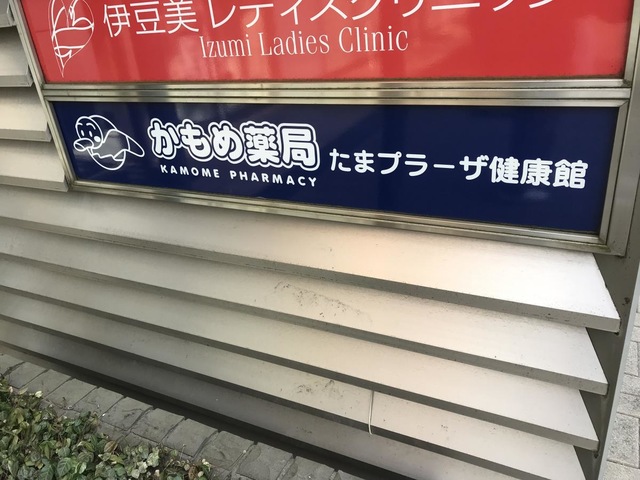 伊豆美レディスクリニック
Izumi Ladies Clinic
かもめ薬局 たまプラーザ健康館
KAMOME PHARMACY